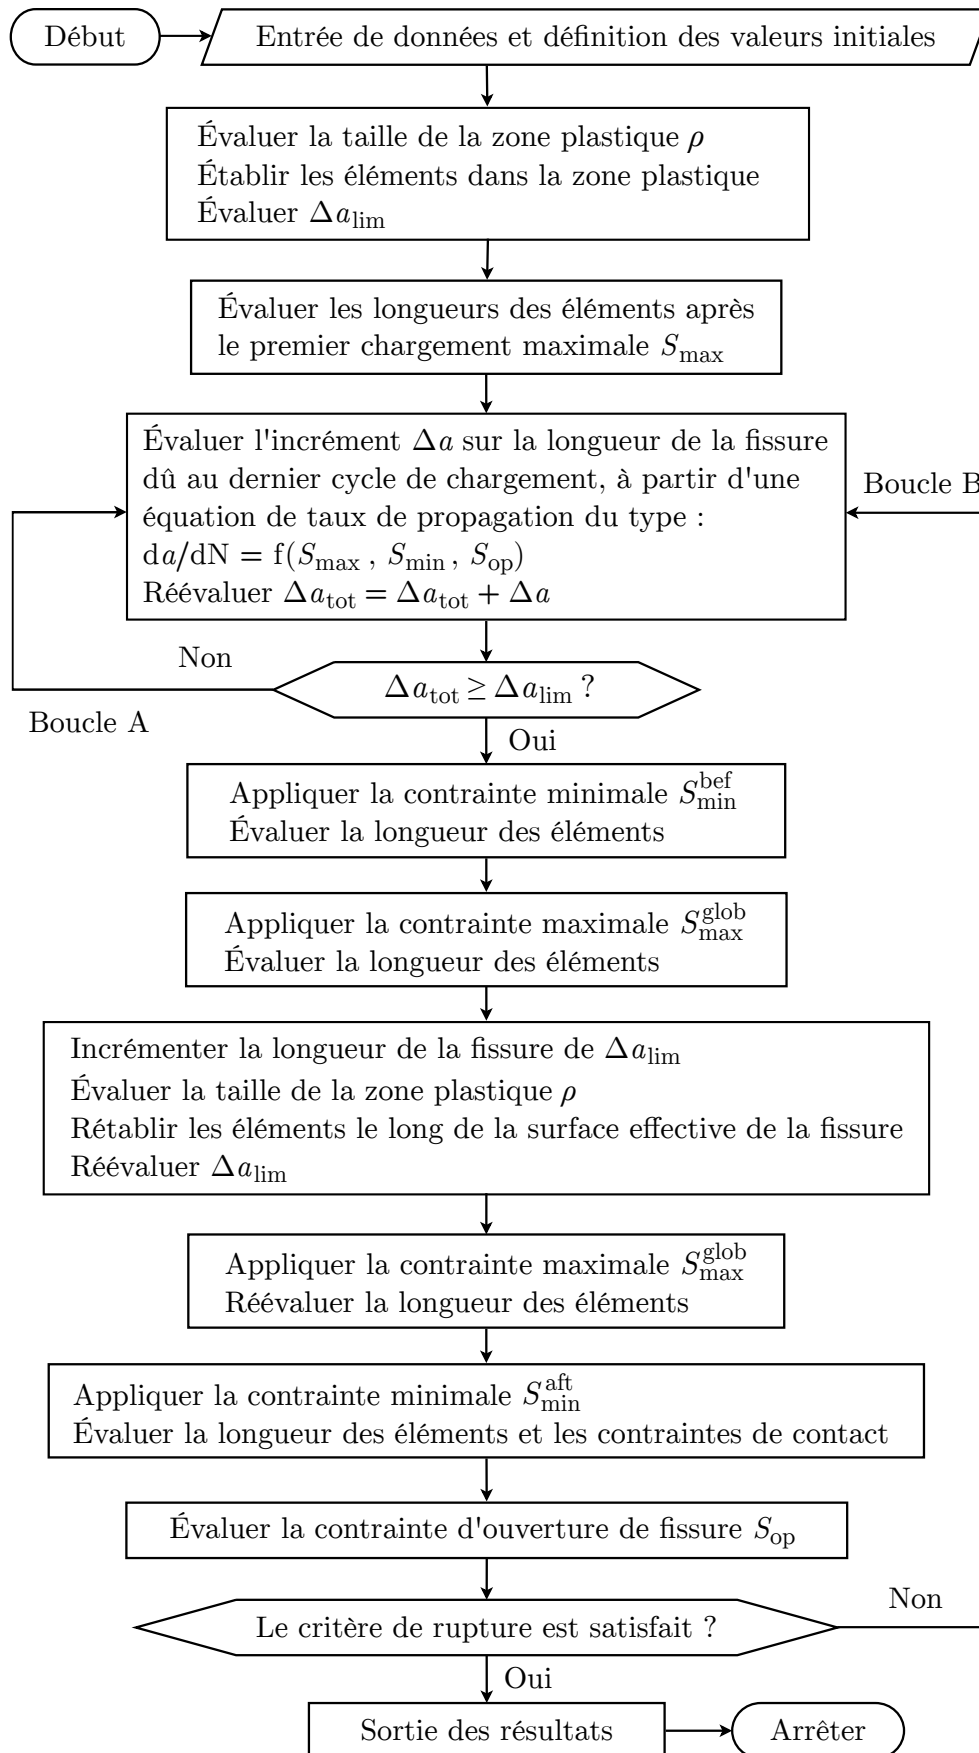 Début
Entrée de données et définition des valeurs initiales
Évaluer la taille de la zone plastique ρ
Établir les éléments dans la zone plastique
Évaluer Δa_lim
Évaluer les longueurs des éléments après
le premier chargement maximale S_max
Évaluer l'incrément Δa sur la longueur de la fissure
dû au dernier cycle de chargement, à partir d'une
équation de taux de propagation du type :
da/dN = f(S_max , S_min , S_op)
Réévaluer Δa_tot = Δa_tot + Δa
Boucle B
Non
Δa_tot ≥ Δa_lim ?
Boucle A
Oui
Appliquer la contrainte minimale S_min^bef
Évaluer la longueur des éléments
Appliquer la contrainte maximale S_max^glob
Évaluer la longueur des éléments
Incrémenter la longueur de la fissure de Δa_lim
Évaluer la taille de la zone plastique ρ
Rétablir les éléments le long de la surface effective de la fissure
Réévaluer Δa_lim
Appliquer la contrainte maximale S_max^glob
Réévaluer la longueur des éléments
Appliquer la contrainte minimale S_min^aft
Évaluer la longueur des éléments et les contraintes de contact
Évaluer la contrainte d'ouverture de fissure S_op
Le critère de rupture est satisfait ?
Non
Oui
Sortie des résultats
Arrêter